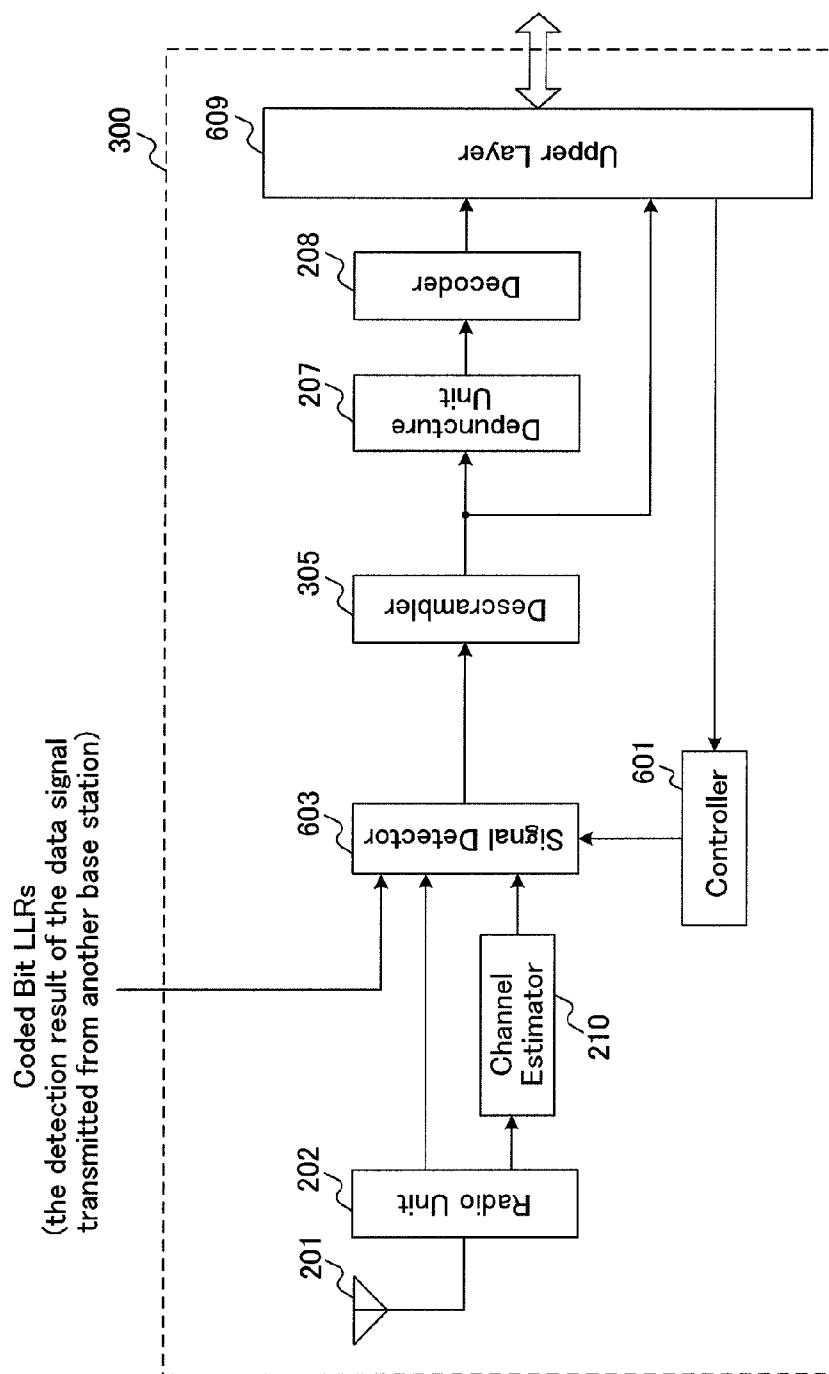 Coded Bit LLRs
(the detection result of the data signal
transmitted from another base station)
300
201
202
Radio Unit
Channel
Estimator
210
603
Signal Detector
601
Controller
305
Descrambler
207
Depuncture
Unit
208
Decoder
609
Upper Layer